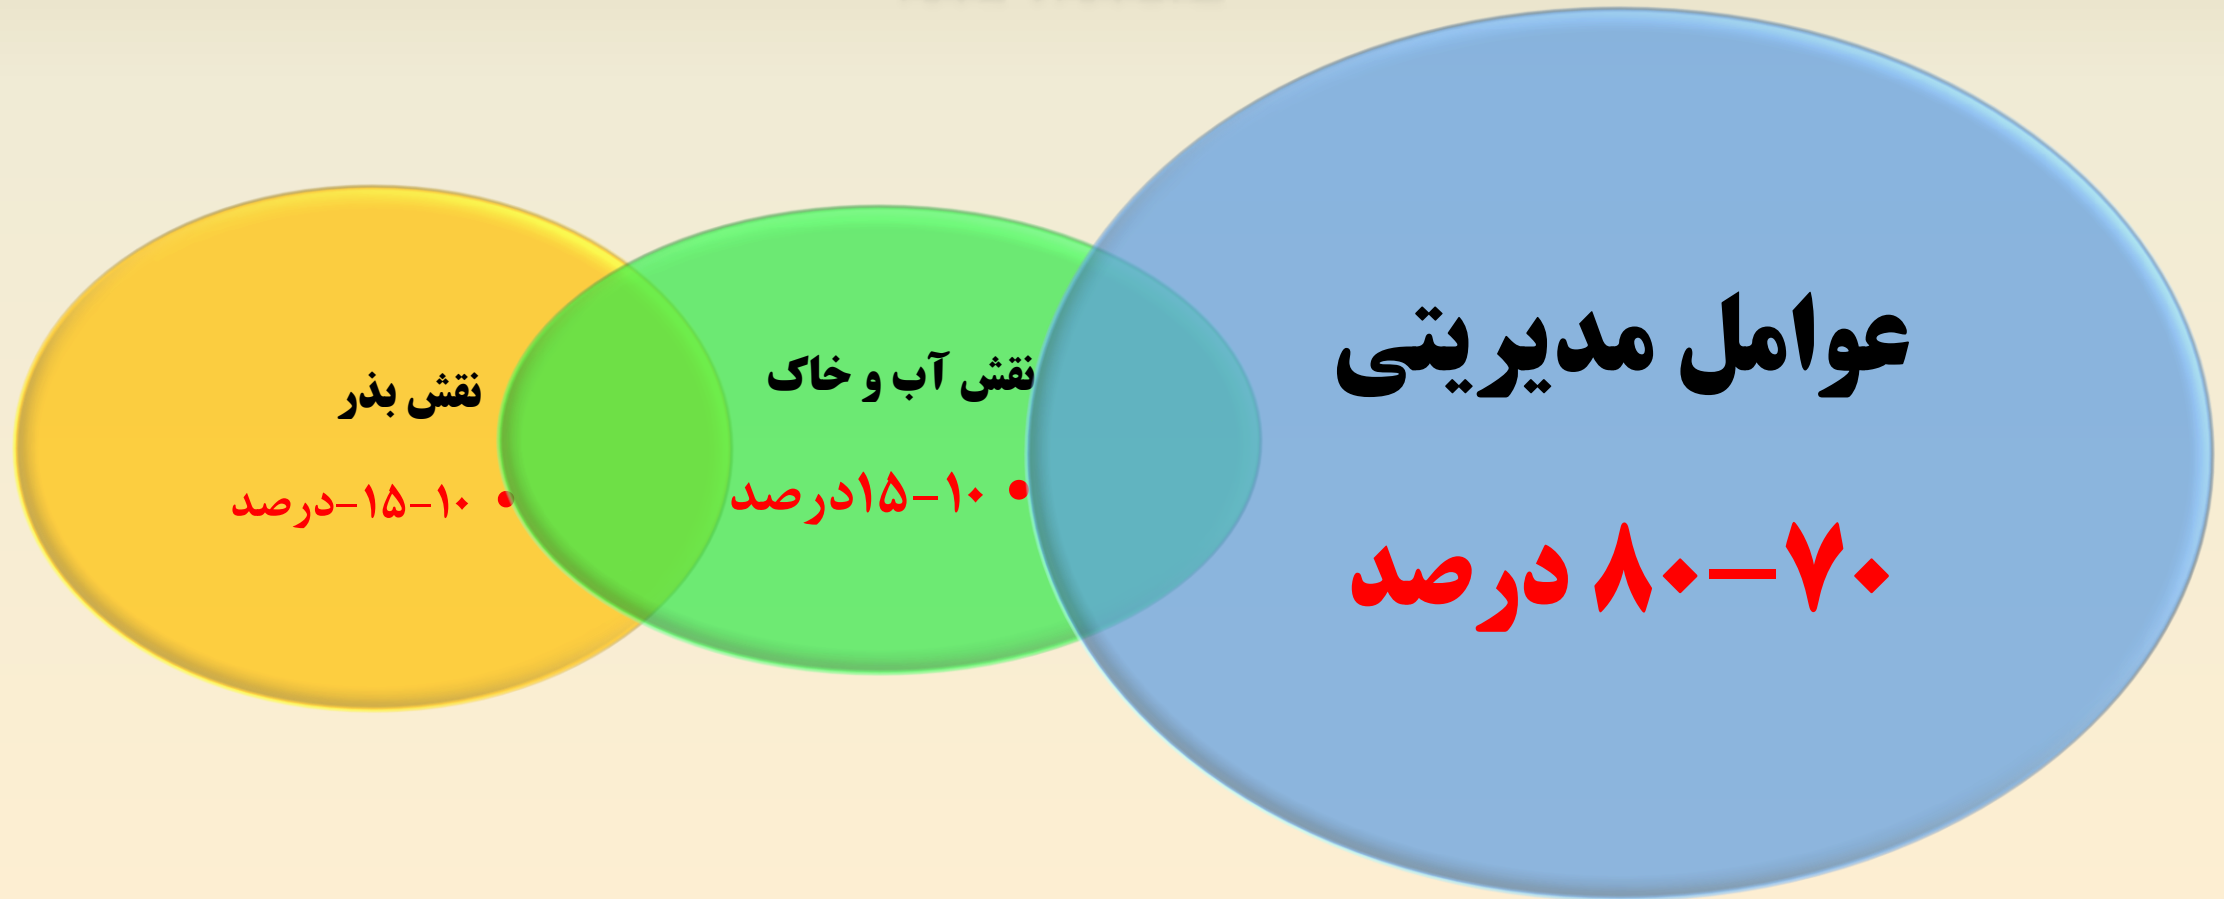 عوامل مدیریتی
۷۰-۸۰ درصد
نقش آب و خاک
• ۱۰-۱۵درصد
نقش بذر
• ۱۰-۱۵-درصد